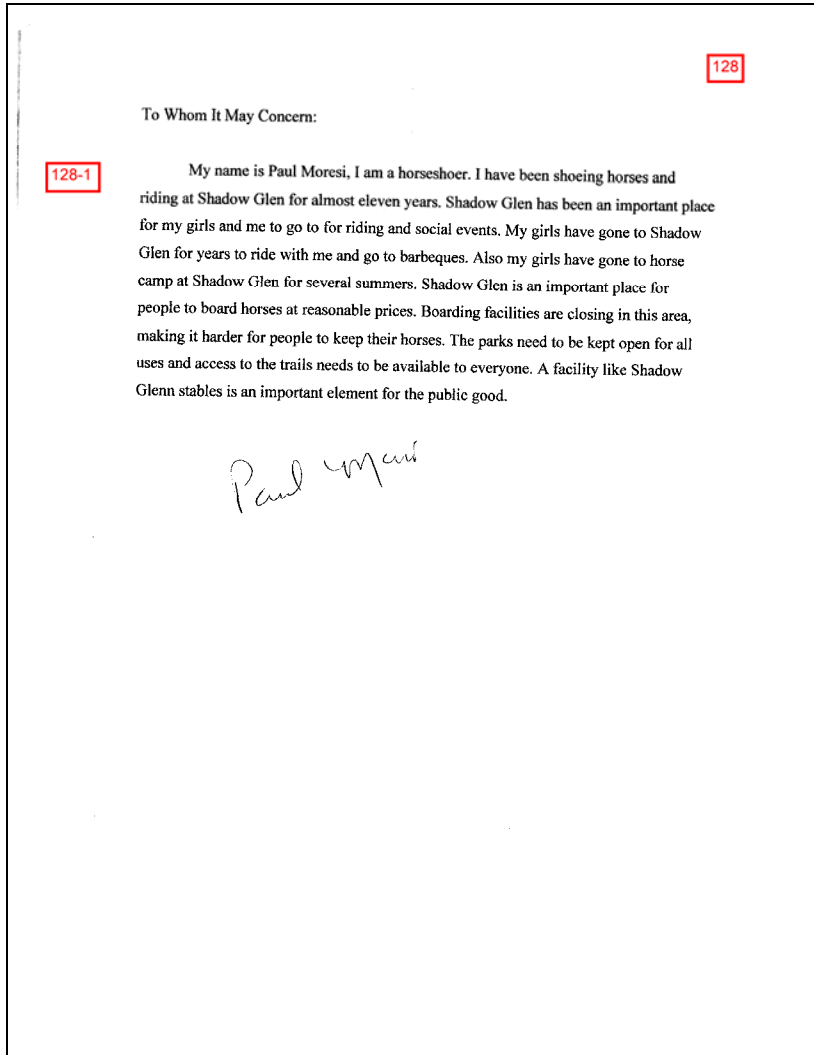 128
To Whom It May Concern:
128-1
My name is Paul Moresi, I am a horseshoer. I have been shoeing horses and
riding at Shadow Glen for almost eleven years. Shadow Glen has been an important place
for my girls and me to go to for riding and social events. My girls have gone to Shadow
Glen for years to ride with me and go to barbeques. Also my girls have gone to horse
camp at Shadow Glen for several summers. Shadow Glen is an important place for
people to board horses at reasonable prices. Boarding facilities are closing in this area,
making it harder for people to keep their horses. The parks need to be kept open for all
uses and access to the trails needs to be available to everyone. A facility like Shadow
Glenn stables is an important element for the public good.
Paul